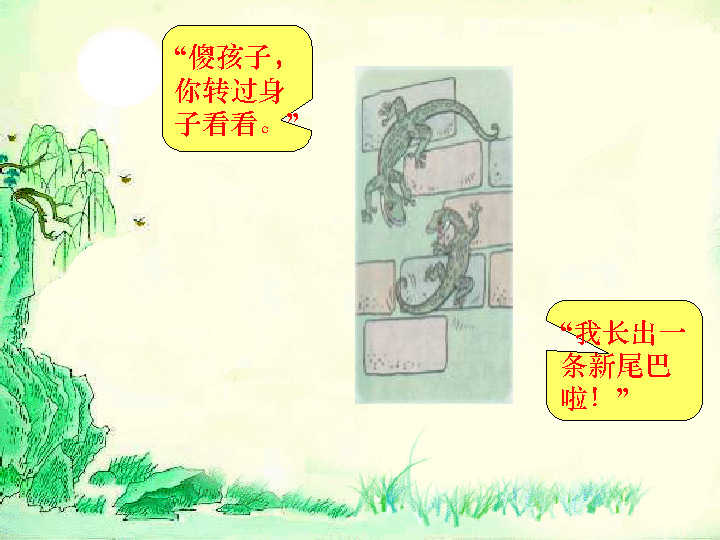 “傻孩子，
你转过身
子看看。”
“我长出一
条新尾巴
啦！”